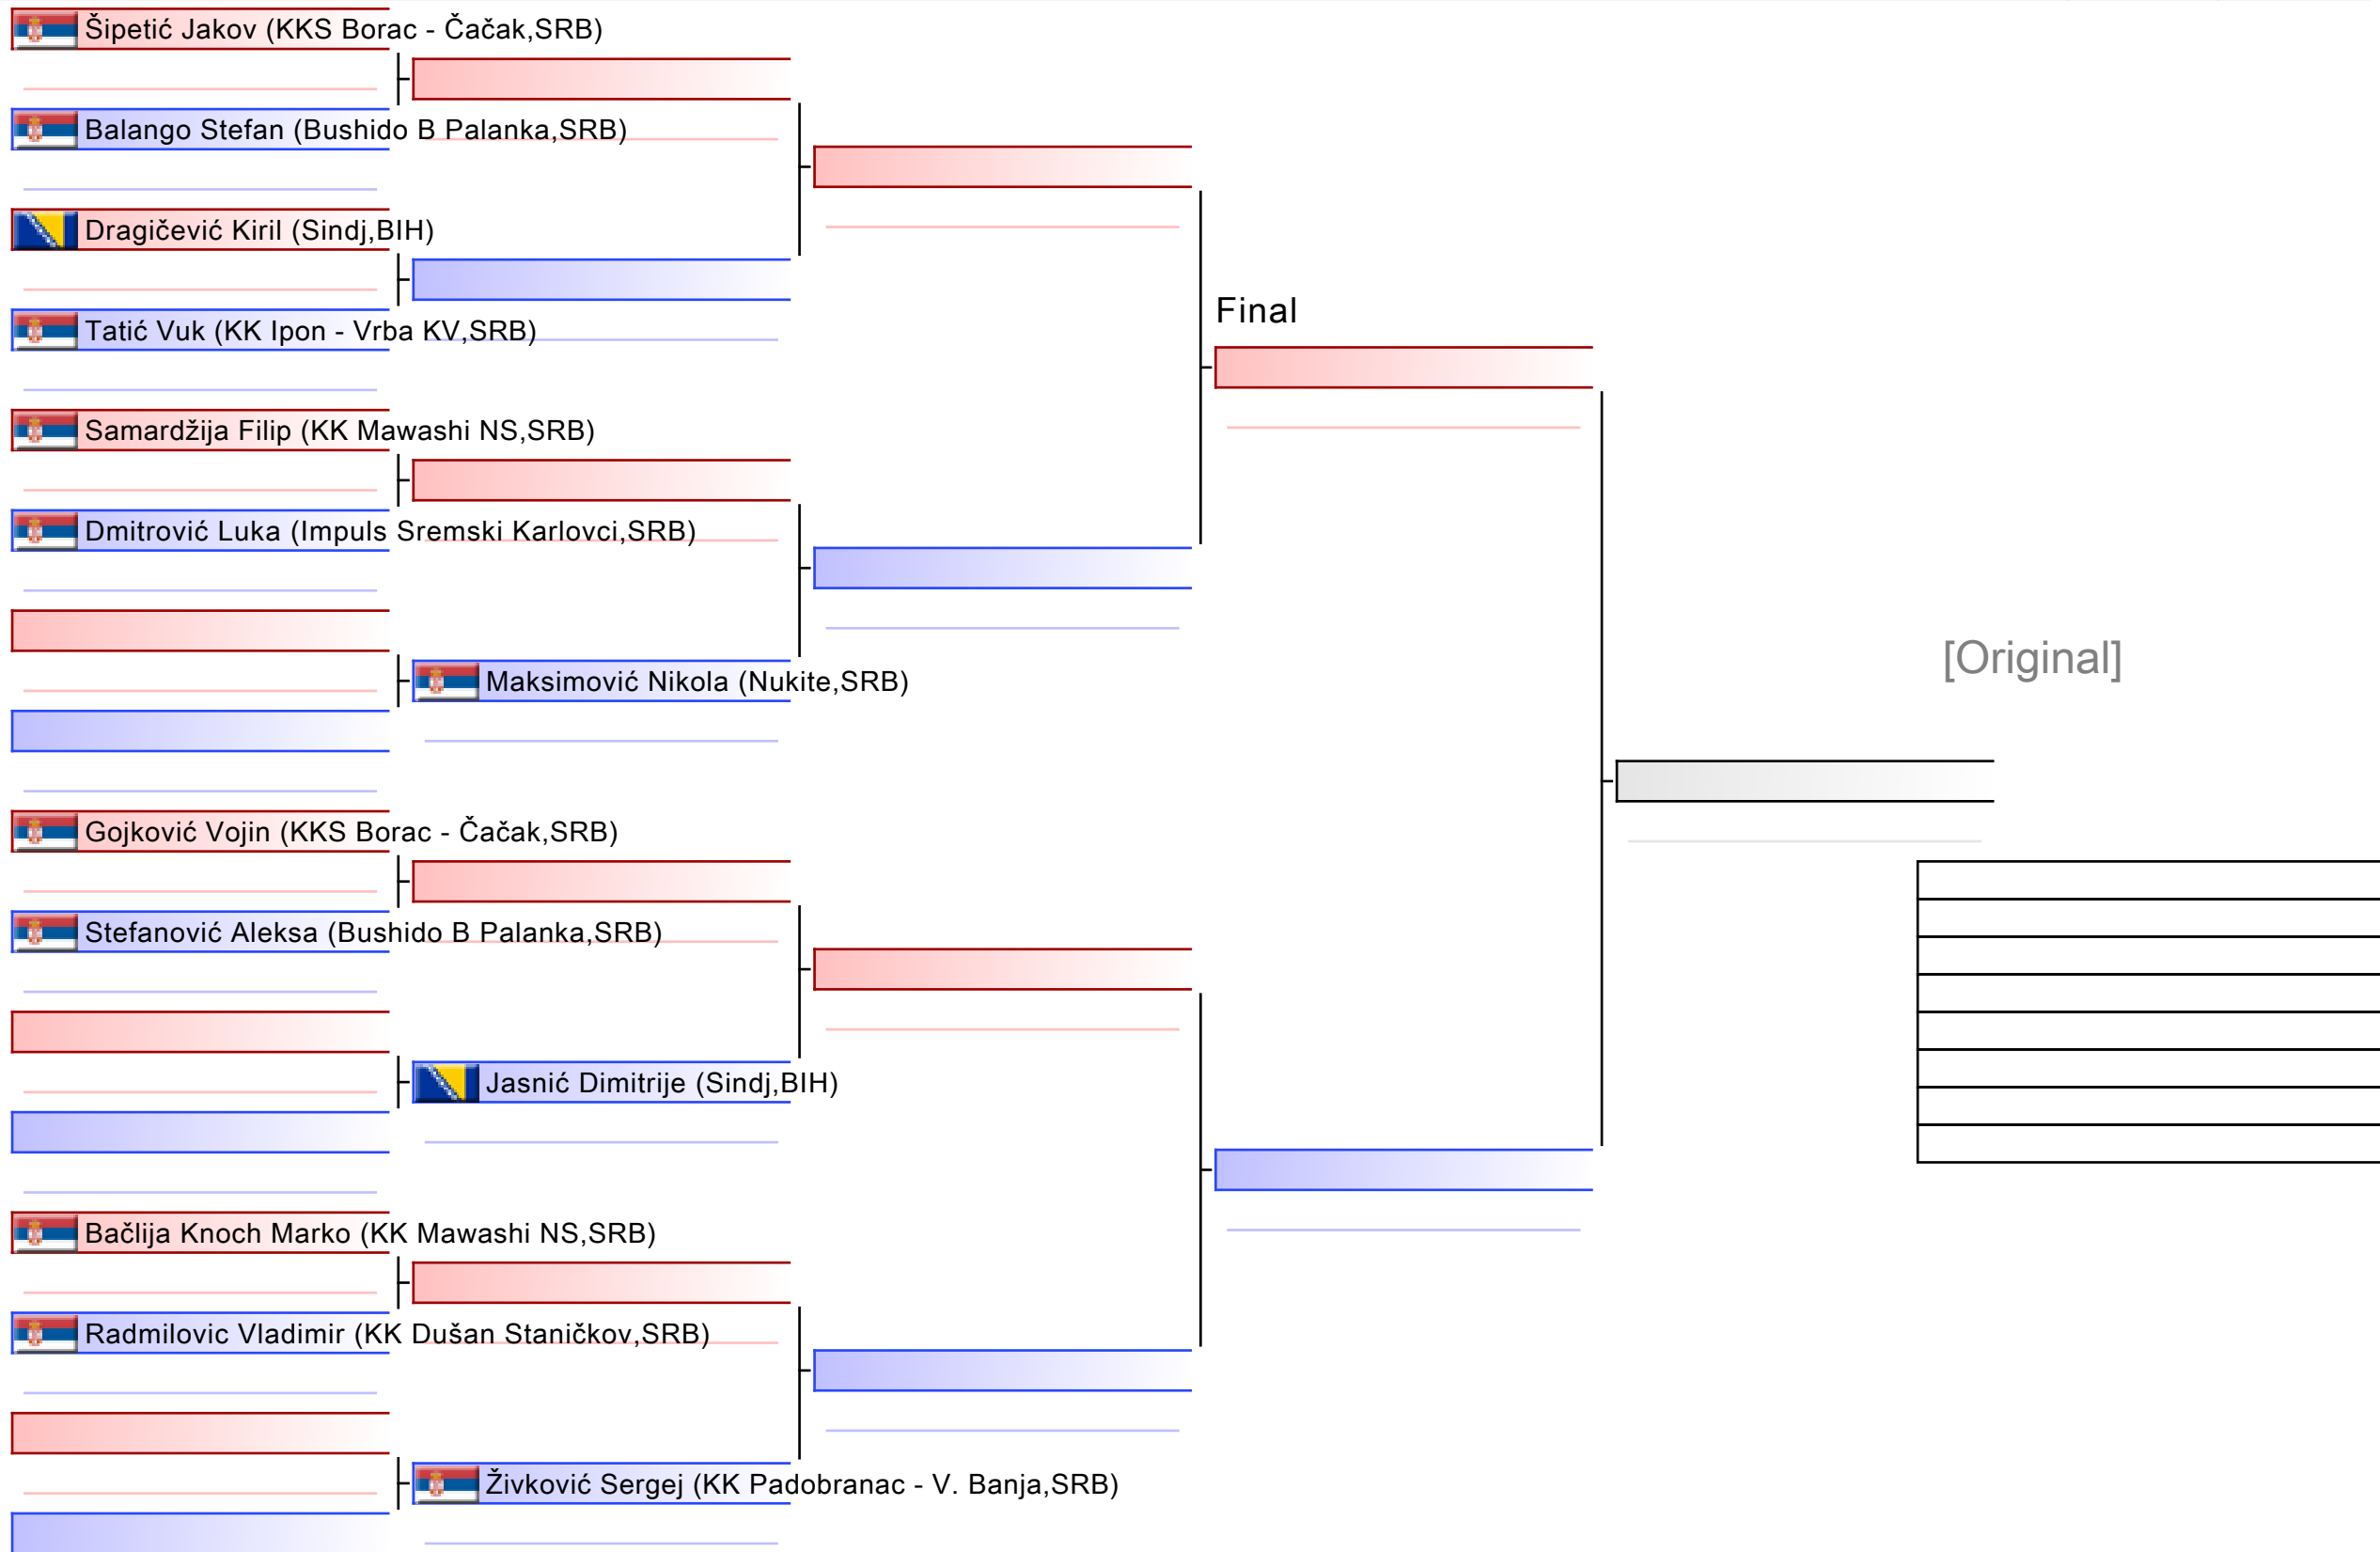 Šipetić Jakov (KKS Borac - Čačak,SRB)
Balango Stefan (Bushido B Palanka,SRB)
Dragičević Kiril (Sindj,BIH)
Tatić Vuk (KK Ipon - Vrba KV,SRB)
Samardžija Filip (KK Mawashi NS,SRB)
Dmitrović Luka (Impuls Sremski Karlovci,SRB)
Maksimović Nikola (Nukite,SRB)
Gojković Vojin (KKS Borac - Čačak,SRB)
Stefanović Aleksa (Bushido B Palanka,SRB)
Jasnić Dimitrije (Sindj,BIH)
Bačlija Knoch Marko (KK Mawashi NS,SRB)
Radmilovic Vladimir (KK Dušan Staničkov,SRB)
Živković Sergej (KK Padobranac - V. Banja,SRB)
Final
[Original]